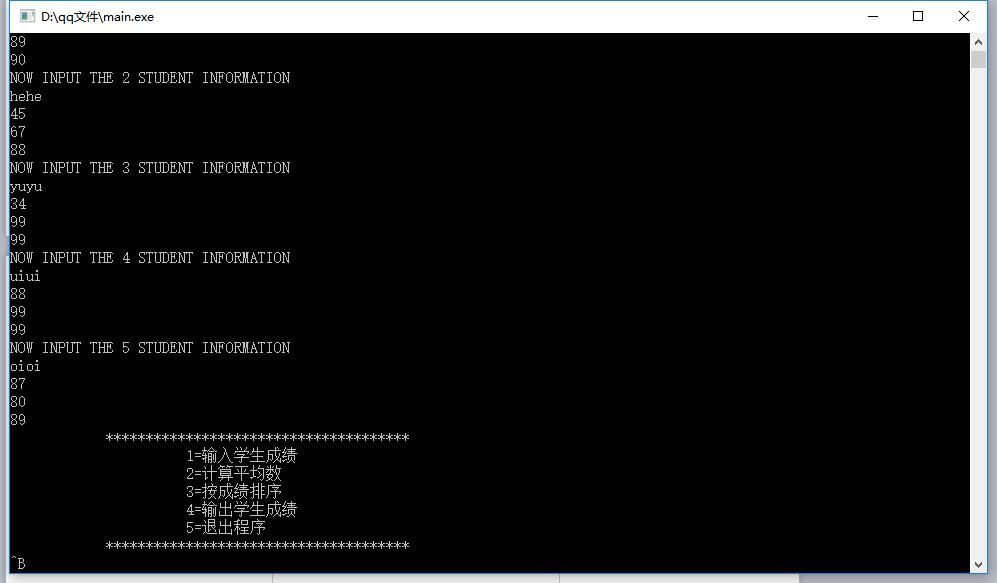 D:\qq文件\main.exe
89
90
NOW INPUT THE 2 STUDENT INFORMATION
hehe
45
67
88
NOW INPUT THE 3 STUDENT INFORMATION
yuyu
34
99
99
NOW INPUT THE 4 STUDENT INFORMATION
uiui
88
99
99
NOW INPUT THE 5 STUDENT INFORMATION
oioi
87
80
89
**************************************
1=输入学生成绩
2=计算平均数
3=按成绩排序
4=输出学生成绩
5=退出程序
**************************************
^B